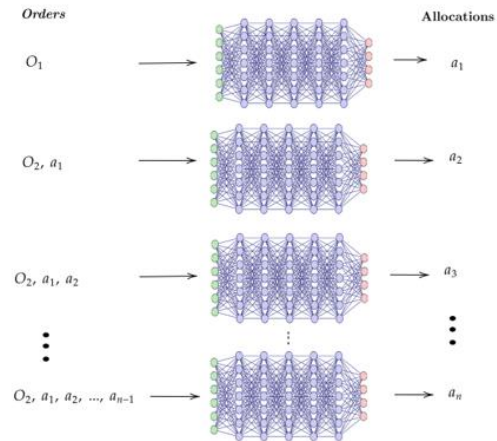 Orders Allocations
O₁ a₁
O₂, a₁ a₂
O₂, a₁, a₂ a₃
O₂, a₁, a₂, ..., aₙ₋₁ aₙ